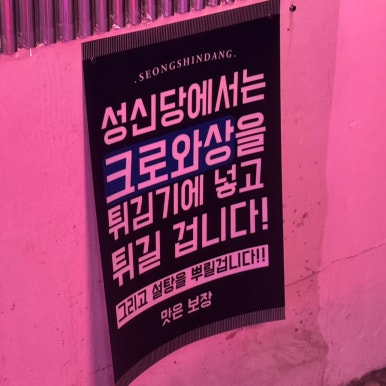 . SEONGSHINDANG .
성신당에서는
크로와상을
튀김기에 넣고
튀길 겁니다!
그리고 설탕을 뿌릴겁니다!!
맛은 보장